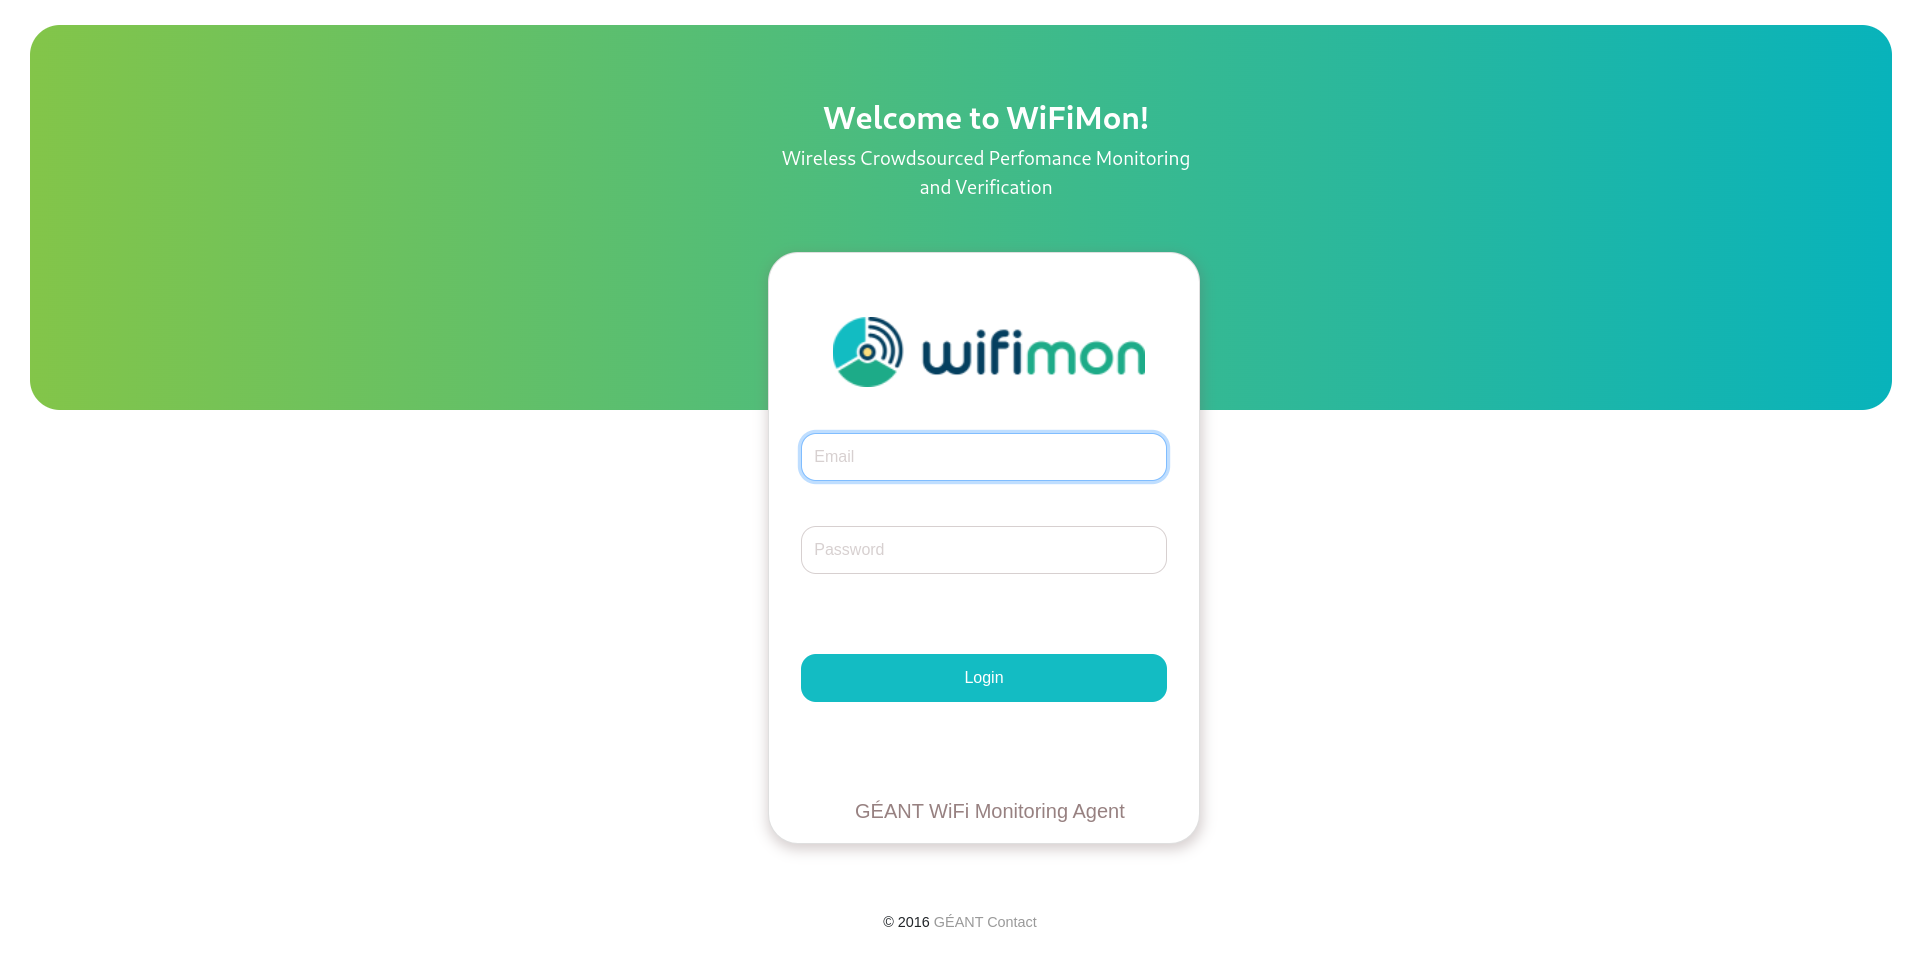 Welcome to WiFiMon!
Wireless Crowdsourced Perfomance Monitoring
and Verification
wifimon
Email
Password
Login
GÉANT WiFi Monitoring Agent
© 2016 GÉANT Contact